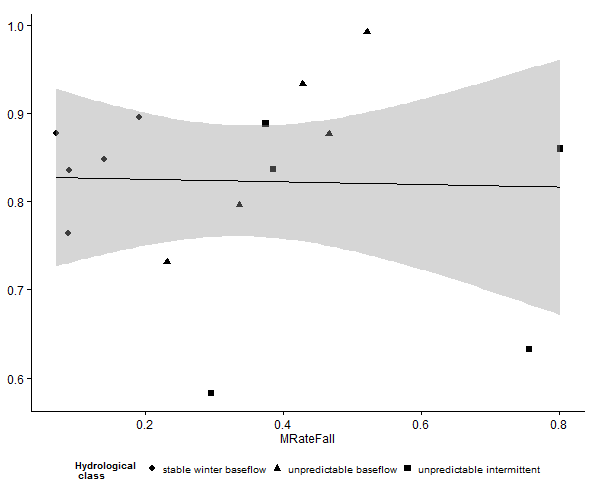 1.0
0.9
0.8
0.7
0.6
0.2 0.4 0.6 0.8
MRateFall
Hydrological
class
stable winter baseflow unpredictable baseflow unpredictable intermittent